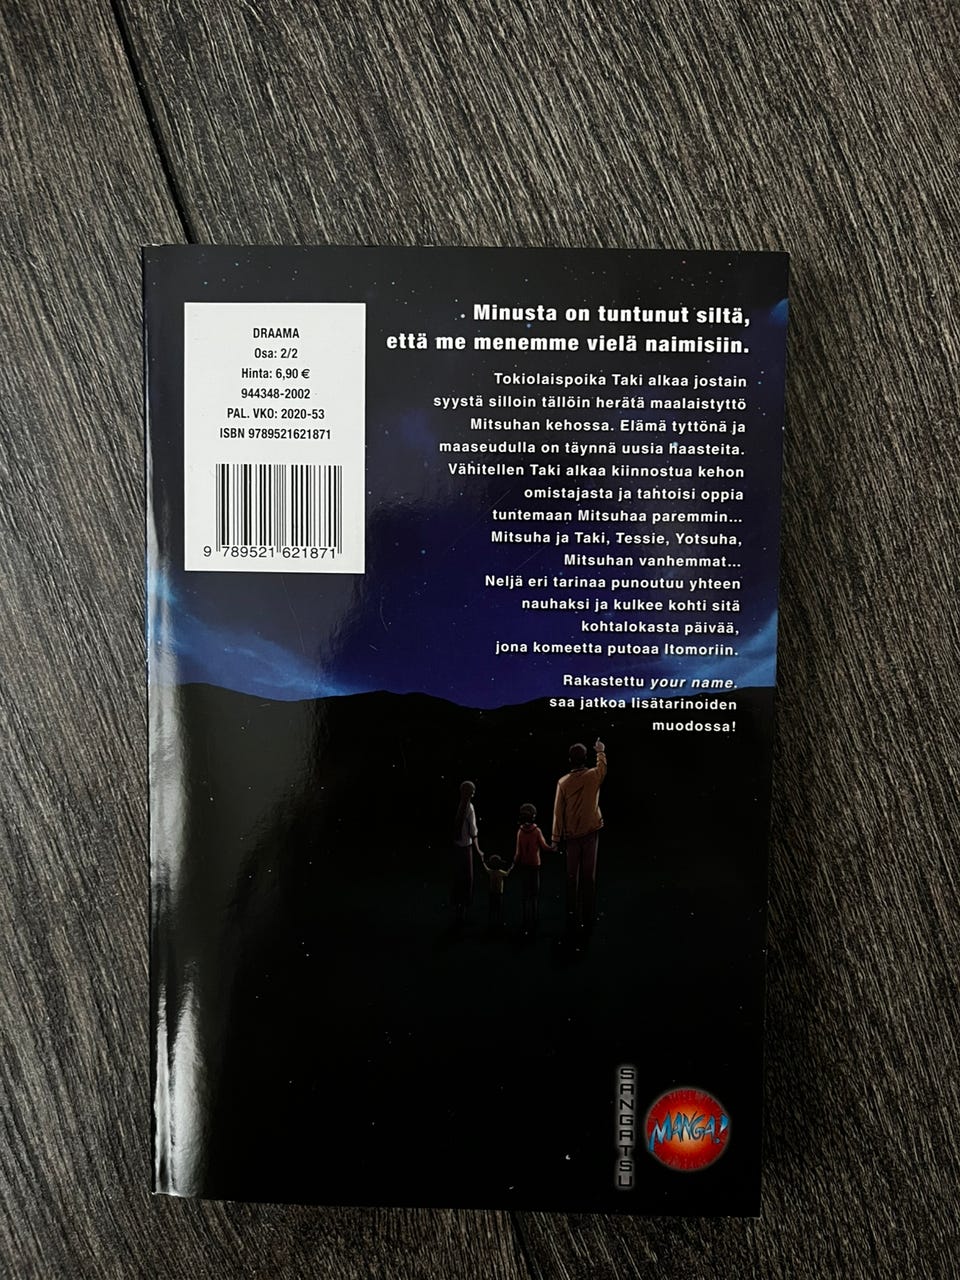 DRAAMA
Osa: 2/2
Hinta: 6,90 €
944348-2002
PAL. VKO: 2020-53
ISBN 9789521621871
9 789521 621871
Minusta on tuntunut siltä,
että me menemme vielä naimisiin.
Tokiolaispoika Taki alkaa jostain
syystä silloin tällöin herätä maalaistyttö
Mitsuhan kehossa. Elämä tyttönä ja
maaseudulla on täynnä uusia haasteita.
Vähitellen Taki alkaa kiinnostua kehon
omistajasta ja tahtoisi oppia
tuntemaan Mitsuhaa paremmin...
Mitsuha ja Taki, Tessie, Yotsuha,
Mitsuhan vanhemmat...
Neljä eri tarinaa punoutuu yhteen
nauhaksi ja kulkee kohti sitä
kohtalokasta päivää,
jona komeetta putoaa Itomoriin.
Rakastettu your name.
saa jatkoa lisätarinoiden
muodossa!
SANGATSU
MANGA!